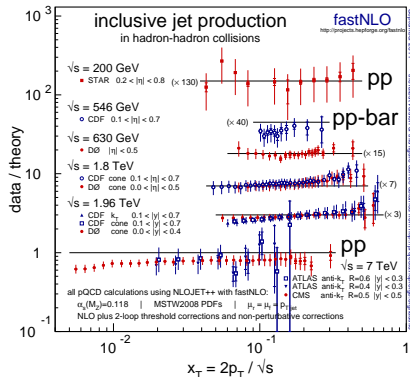 inclusive jet production
in hadron-hadron collisions
fastNLO
http://projects.hepforge.org/fastnlo
√s = 200 GeV
STAR 0.2 < |η| < 0.8
(× 130)
pp
√s = 546 GeV
CDF 0.1 < |η| < 0.7
(× 40)
pp-bar
√s = 630 GeV
DØ |η| < 0.5
(× 15)
√s = 1.8 TeV
CDF cone 0.1 < |η| < 0.7
DØ cone 0.0 < |η| < 0.5
(× 7)
√s = 1.96 TeV
CDF k_T 0.1 < |y| < 0.7
CDF cone 0.1 < |y| < 0.7
DØ cone 0.0 < |y| < 0.4
(× 3)
pp
√s = 7 TeV
ATLAS anti-k_T R=0.6 |y| < 0.3
ATLAS anti-k_T R=0.4 |y| < 0.3
CMS anti-k_T R=0.5 |y| < 0.5
all pQCD calculations using NLOJET++ with fastNLO:
α_s(M_Z)=0.118 | MSTW2008 PDFs | μ_r = μ_f = p_T jet
NLO plus 2-loop threshold corrections and non-perturbative corrections
data / theory
10³
10²
10
1
10⁻¹
10⁻²
10⁻¹
1
x_T = 2p_T / √s